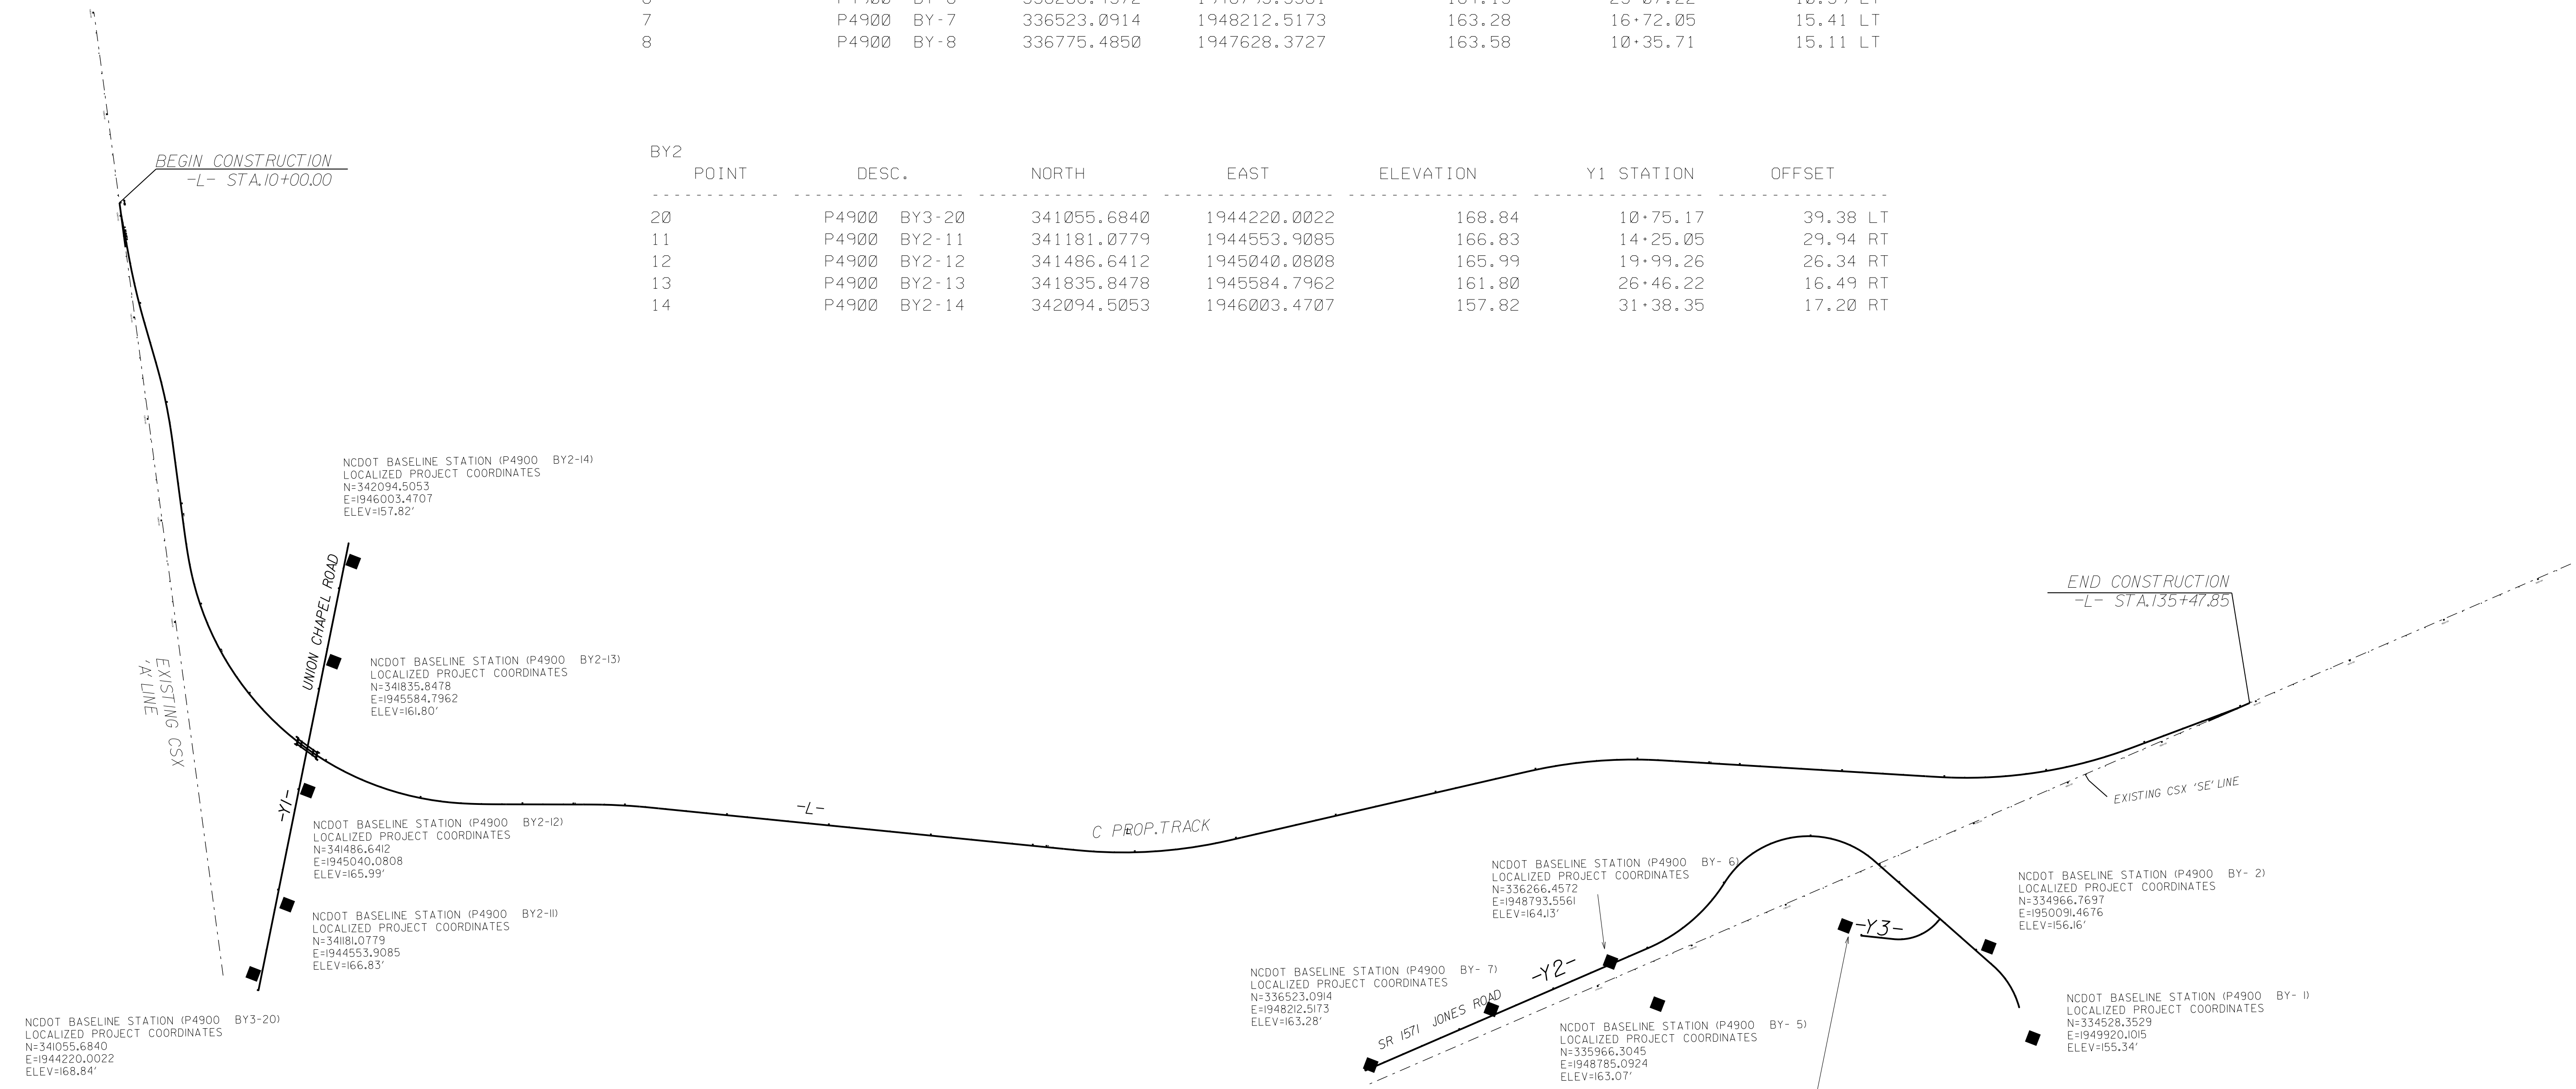 7 P4900 BY-7 336523.0914 1948212.5173 163.28 16+72.05 15.41 LT
8 P4900 BY-8 336775.4850 1947628.3727 163.58 10+35.71 15.11 LT
BEGIN CONSTRUCTION
-L- STA.10+00.00
BY2
POINT DESC. NORTH EAST ELEVATION Y1 STATION OFFSET
20 P4900 BY3-20 341055.6840 1944220.0022 168.84 10+75.17 39.38 LT
11 P4900 BY2-11 341181.0779 1944553.9085 166.83 14+25.05 29.94 RT
12 P4900 BY2-12 341486.6412 1945040.0808 165.99 19+99.26 26.34 RT
13 P4900 BY2-13 341835.8478 1945584.7962 161.80 26+46.22 16.49 RT
14 P4900 BY2-14 342094.5053 1946003.4707 157.82 31+38.35 17.20 RT
NCDOT BASELINE STATION (P4900 BY2-14)
LOCALIZED PROJECT COORDINATES
N=342094.5053
E=1946003.4707
ELEV=157.82'
UNION CHAPEL ROAD
NCDOT BASELINE STATION (P4900 BY2-13)
LOCALIZED PROJECT COORDINATES
N=341835.8478
E=1945584.7962
ELEV=161.80'
EXISTING CSX
'A' LINE
-Y1-
NCDOT BASELINE STATION (P4900 BY2-12)
LOCALIZED PROJECT COORDINATES
N=341486.6412
E=1945040.0808
ELEV=165.99'
NCDOT BASELINE STATION (P4900 BY2-11)
LOCALIZED PROJECT COORDINATES
N=341181.0779
E=1944553.9085
ELEV=166.83'
NCDOT BASELINE STATION (P4900 BY3-20)
LOCALIZED PROJECT COORDINATES
N=341055.6840
E=1944220.0022
ELEV=168.84'
-L-
C PROP.TRACK
END CONSTRUCTION
-L- STA.135+47.85
EXISTING CSX 'SE' LINE
NCDOT BASELINE STATION (P4900 BY- 6)
LOCALIZED PROJECT COORDINATES
N=336266.4572
E=1948793.5561
ELEV=164.13'
NCDOT BASELINE STATION (P4900 BY- 7)
LOCALIZED PROJECT COORDINATES
N=336523.0914
E=1948212.5173
ELEV=163.28'
-Y2-
SR 1571 JONES ROAD
NCDOT BASELINE STATION (P4900 BY- 5)
LOCALIZED PROJECT COORDINATES
N=335966.3045
E=1948785.0924
ELEV=163.07'
-Y3-
NCDOT BASELINE STATION (P4900 BY- 2)
LOCALIZED PROJECT COORDINATES
N=334966.7697
E=1950091.4676
ELEV=156.16'
NCDOT BASELINE STATION (P4900 BY- 1)
LOCALIZED PROJECT COORDINATES
N=334528.3529
E=1949920.1015
ELEV=155.34'